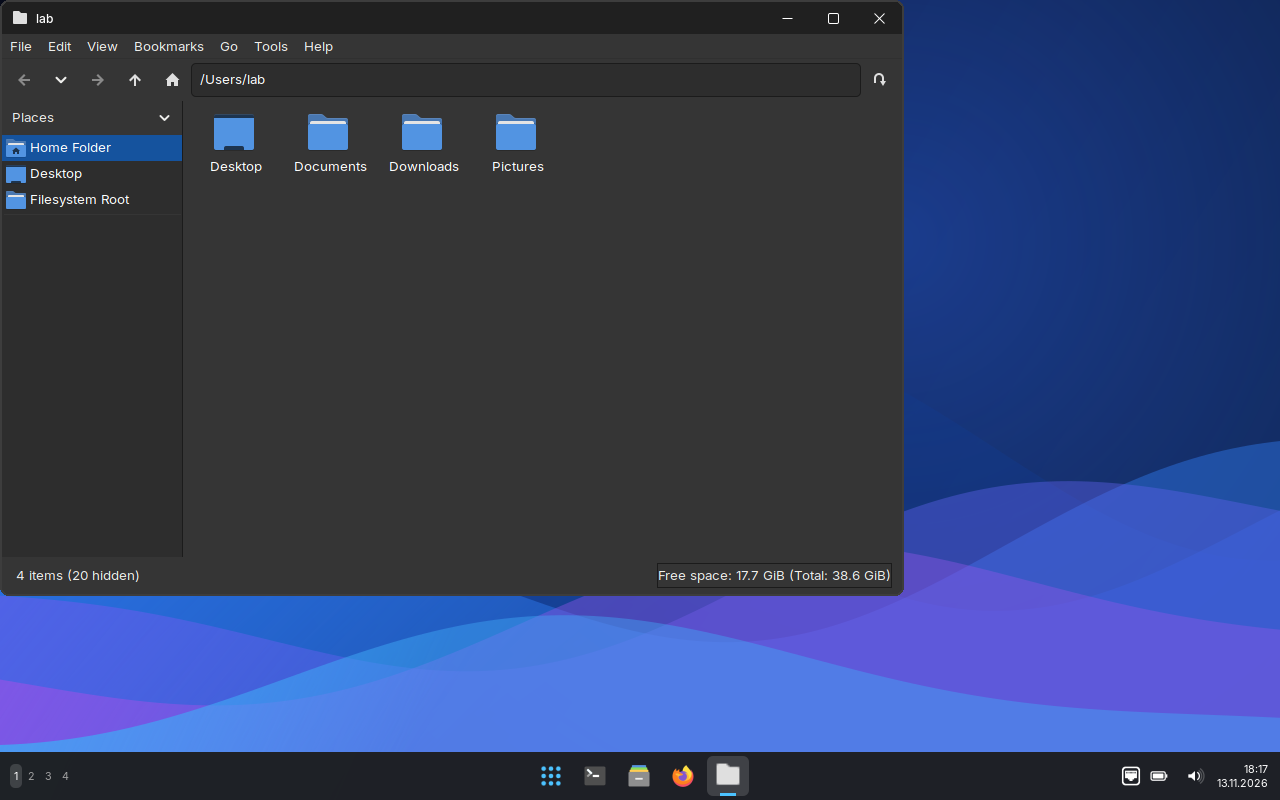 lab
File Edit View Bookmarks Go Tools Help
/Users/lab
Places
Home Folder
Desktop
Filesystem Root
Desktop Documents Downloads Pictures
4 items (20 hidden)
Free space: 17.7 GiB (Total: 38.6 GiB)
1 2 3 4
18:17
13.11.2026